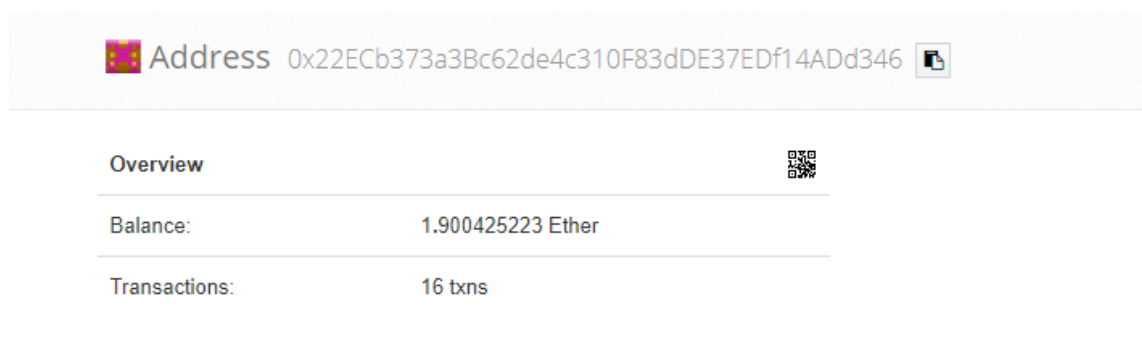 Address 0x22ECb373a3Bc62de4c310F83dDE37EDf14ADd346
Overview
Balance: 1.900425223 Ether
Transactions: 16 txns